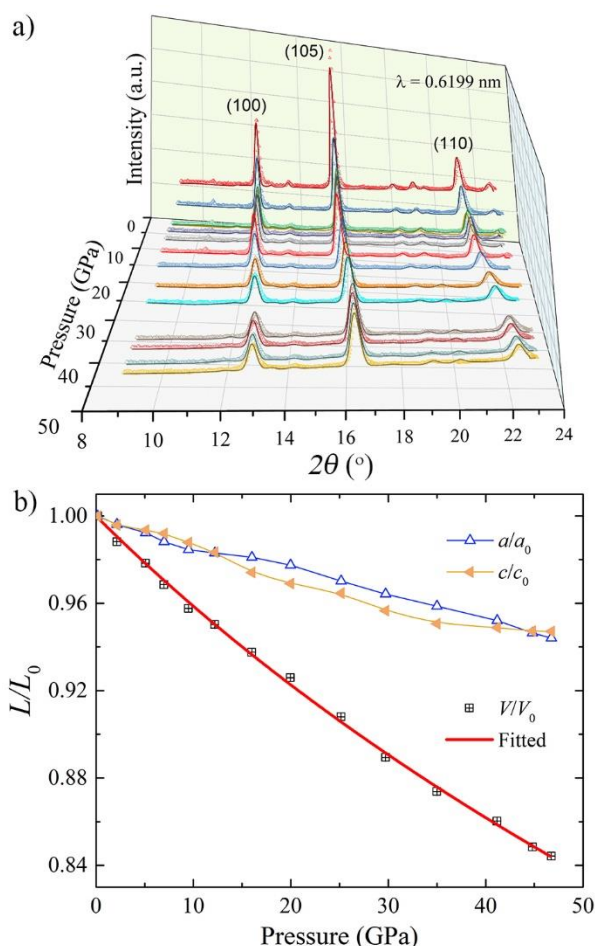 a)
(105)
λ = 0.6199 nm
(100)
(110)
Intensity (a.u.)
0
10
20
30
40
50
Pressure (GPa)
8 10 12 14 16 18 20 22 24
2θ (°)
b)
1.00
0.96
0.92
0.88
0.84
L/L₀
a/a₀
c/c₀
V/V₀
Fitted
0 10 20 30 40 50
Pressure (GPa)